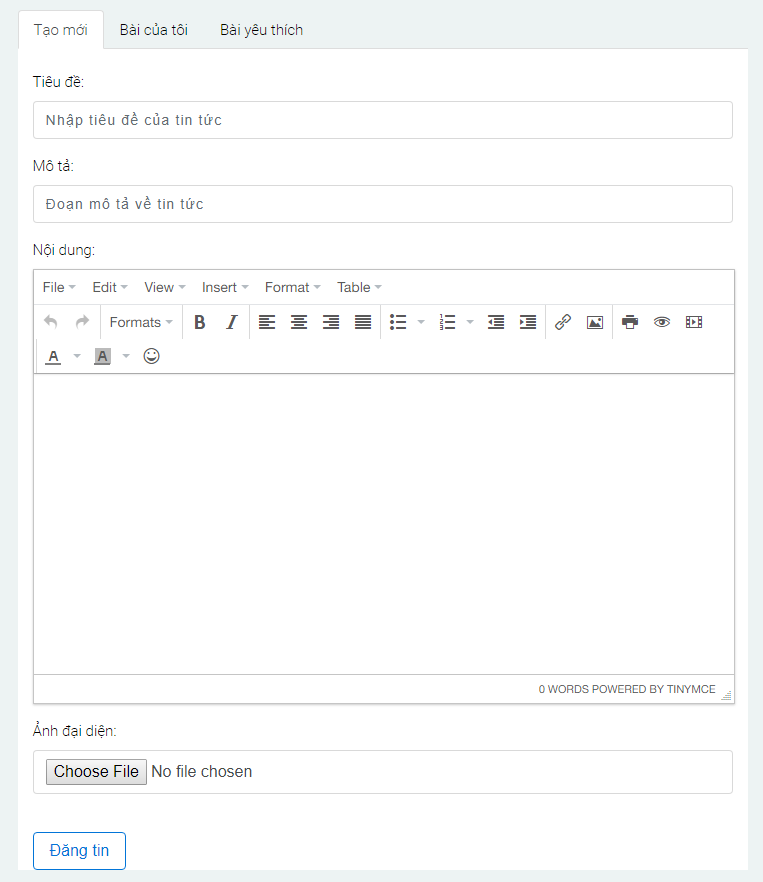 Tạo mới Bài của tôi Bài yêu thích
Tiêu đề:
Nhập tiêu đề của tin tức
Mô tả:
Đoạn mô tả về tin tức
Nội dung:
File Edit View Insert Format Table
Formats B I
A A
0 WORDS POWERED BY TINYMCE
Ảnh đại diện:
Choose File No file chosen
Đăng tin